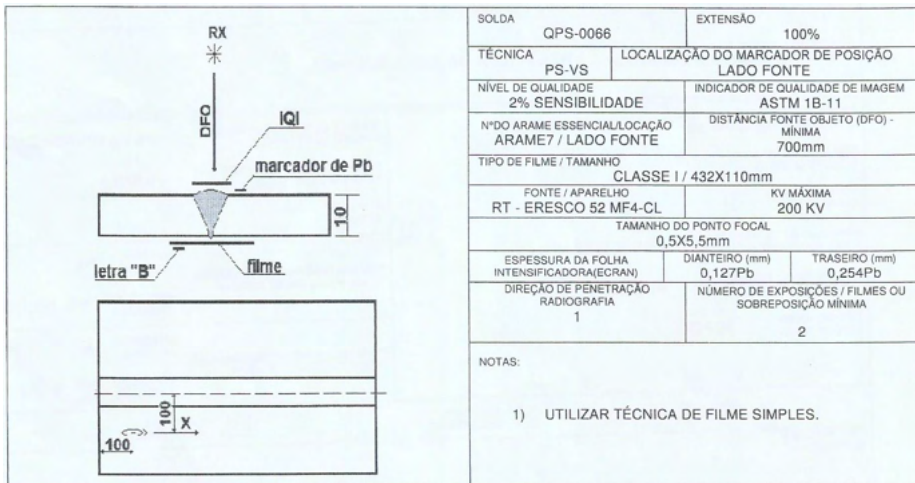 RX
DFO
IQI
marcador de Pb
10
letra "B"
filme
100
X
100
SOLDA
QPS-0066
EXTENSÃO
100%
TÉCNICA
PS-VS
LOCALIZAÇÃO DO MARCADOR DE POSIÇÃO
LADO FONTE
NÍVEL DE QUALIDADE
2% SENSIBILIDADE
INDICADOR DE QUALIDADE DE IMAGEM
ASTM 1B-11
NºDO ARAME ESSENCIAL/LOCAÇÃO
ARAME7 / LADO FONTE
DISTÂNCIA FONTE OBJETO (DFO) -
MÍNIMA
700mm
TIPO DE FILME / TAMANHO
CLASSE I / 432X110mm
FONTE / APARELHO
RT - ERESCO 52 MF4-CL
KV MÁXIMA
200 KV
TAMANHO DO PONTO FOCAL
0,5X5,5mm
ESPESSURA DA FOLHA
INTENSIFICADORA(ECRAN)
DIANTEIRO (mm)
0,127Pb
TRASEIRO (mm)
0,254Pb
DIREÇÃO DE PENETRAÇÃO
RADIOGRAFIA
1
NÚMERO DE EXPOSIÇÕES / FILMES OU
SOBREPOSIÇÃO MÍNIMA
2
NOTAS:
1) UTILIZAR TÉCNICA DE FILME SIMPLES.